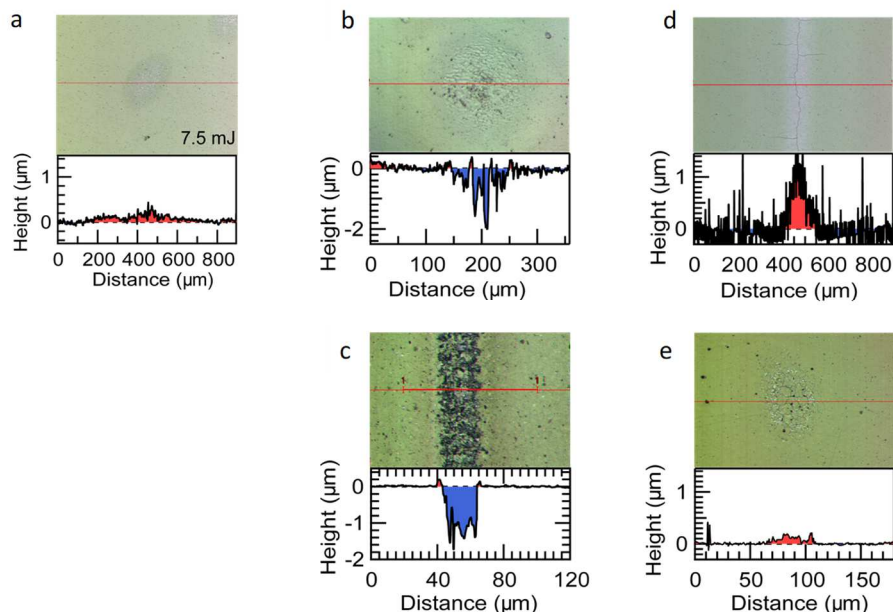 a
7.5 mJ
Height (µm)
1
0
0 200 400 600 800
Distance (µm)
b
Height (µm)
0
-2
0 100 200 300
Distance (µm)
d
Height (µm)
1
0
0 200 400 600 800
Distance (µm)
c
Height (µm)
0
-1
-2
0 40 80 120
Distance (µm)
e
Height (µm)
1
0
0 50 100 150
Distance (µm)